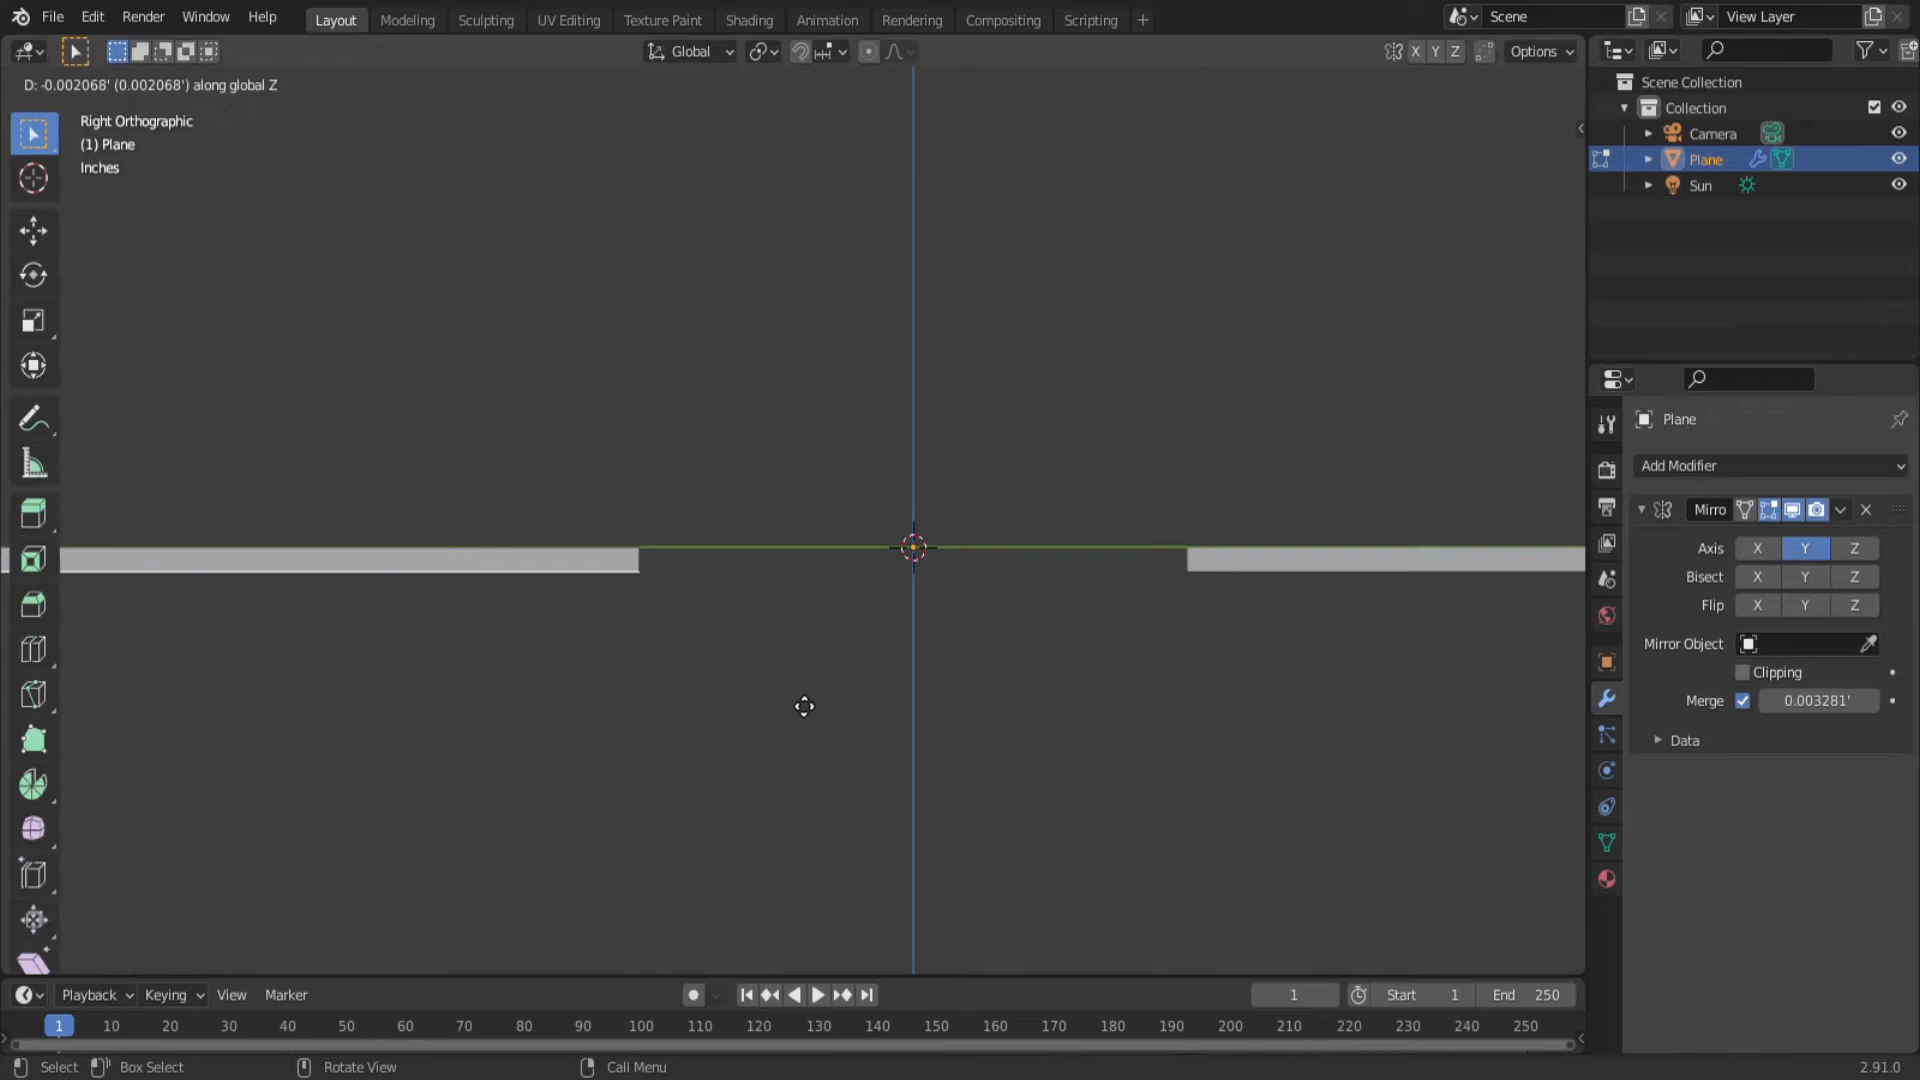 File Edit Render Window Help Layout Modeling Sculpting UV Editing Texture Paint Shading Animation Rendering Compositing Scripting + Scene View Layer
Global X Y Z Options
D: -0.002068' (0.002068') along global Z
Right Orthographic
(1) Plane
Inches
Scene Collection
Collection
Camera
Plane
Sun
Plane
Add Modifier
Mirro
Axis X Y Z
Bisect X Y Z
Flip X Y Z
Mirror Object
Clipping
Merge 0.003281'
Data
Playback Keying View Marker 1 Start 1 End 250
1 10 20 30 40 50 60 70 80 90 100 110 120 130 140 150 160 170 180 190 200 210 220 230 240 250
Select Box Select Rotate View Call Menu 2.91.0